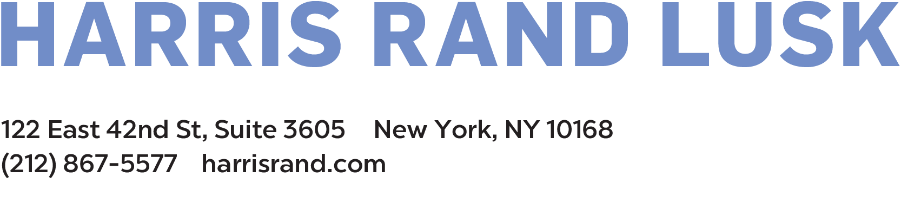 HARRIS RAND LUSK
122 East 42nd St, Suite 3605 New York, NY 10168
(212) 867-5577 harrisrand.com